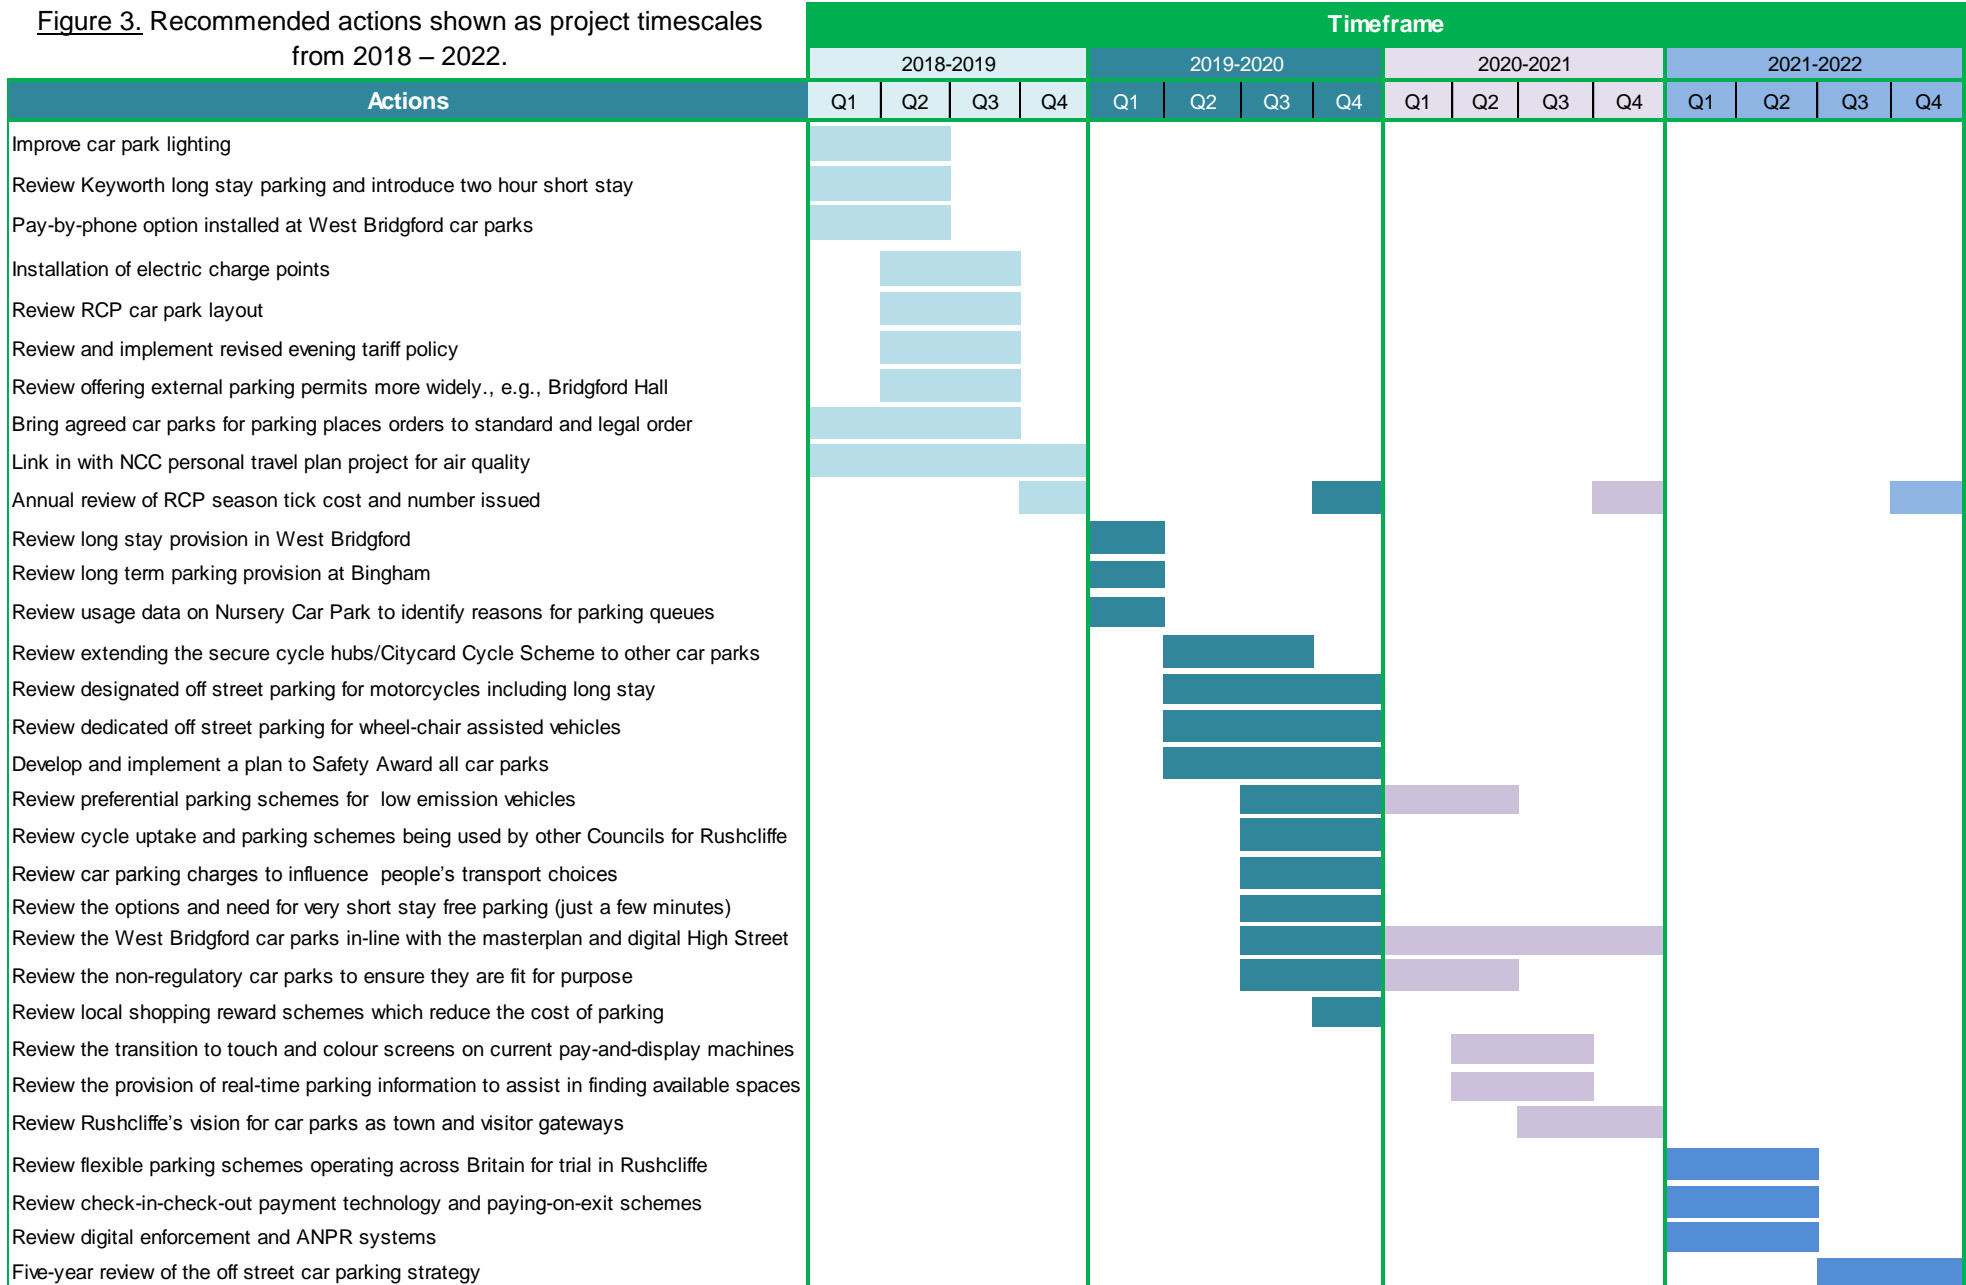 Figure 3. Recommended actions shown as project timescales
from 2018 – 2022.
Timeframe
2018-2019 2019-2020 2020-2021 2021-2022
Actions Q1 Q2 Q3 Q4 Q1 Q2 Q3 Q4 Q1 Q2 Q3 Q4 Q1 Q2 Q3 Q4
Improve car park lighting
Review Keyworth long stay parking and introduce two hour short stay
Pay-by-phone option installed at West Bridgford car parks
Installation of electric charge points
Review RCP car park layout
Review and implement revised evening tariff policy
Review offering external parking permits more widely., e.g., Bridgford Hall
Bring agreed car parks for parking places orders to standard and legal order
Link in with NCC personal travel plan project for air quality
Annual review of RCP season tick cost and number issued
Review long stay provision in West Bridgford
Review long term parking provision at Bingham
Review usage data on Nursery Car Park to identify reasons for parking queues
Review extending the secure cycle hubs/Citycard Cycle Scheme to other car parks
Review designated off street parking for motorcycles including long stay
Review dedicated off street parking for wheel-chair assisted vehicles
Develop and implement a plan to Safety Award all car parks
Review preferential parking schemes for low emission vehicles
Review cycle uptake and parking schemes being used by other Councils for Rushcliffe
Review car parking charges to influence people's transport choices
Review the options and need for very short stay free parking (just a few minutes)
Review the West Bridgford car parks in-line with the masterplan and digital High Street
Review the non-regulatory car parks to ensure they are fit for purpose
Review local shopping reward schemes which reduce the cost of parking
Review the transition to touch and colour screens on current pay-and-display machines
Review the provision of real-time parking information to assist in finding available spaces
Review Rushcliffe's vision for car parks as town and visitor gateways
Review flexible parking schemes operating across Britain for trial in Rushcliffe
Review check-in-check-out payment technology and paying-on-exit schemes
Review digital enforcement and ANPR systems
Five-year review of the off street car parking strategy